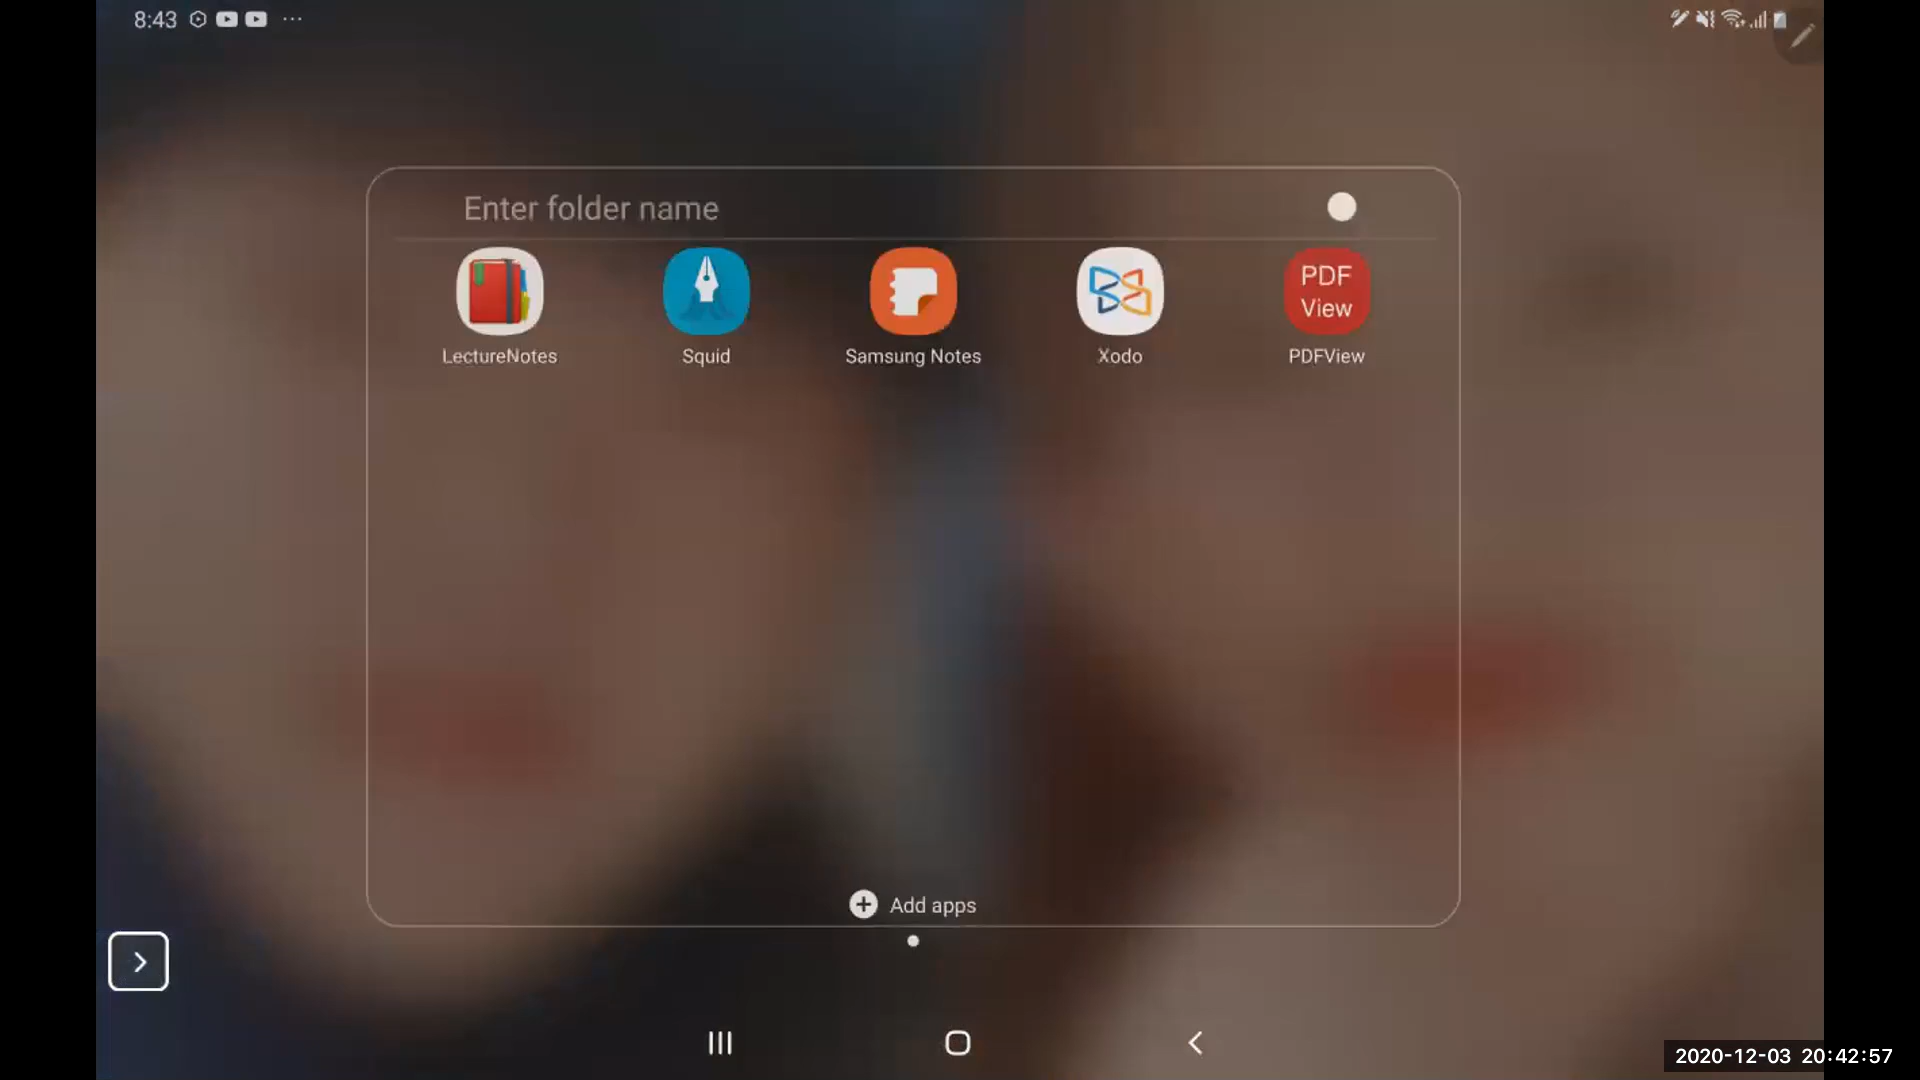 8:43
Enter folder name
LectureNotes
Squid
Samsung Notes
Xodo
PDF
View
PDFView
Add apps
2020-12-03 20:42:57